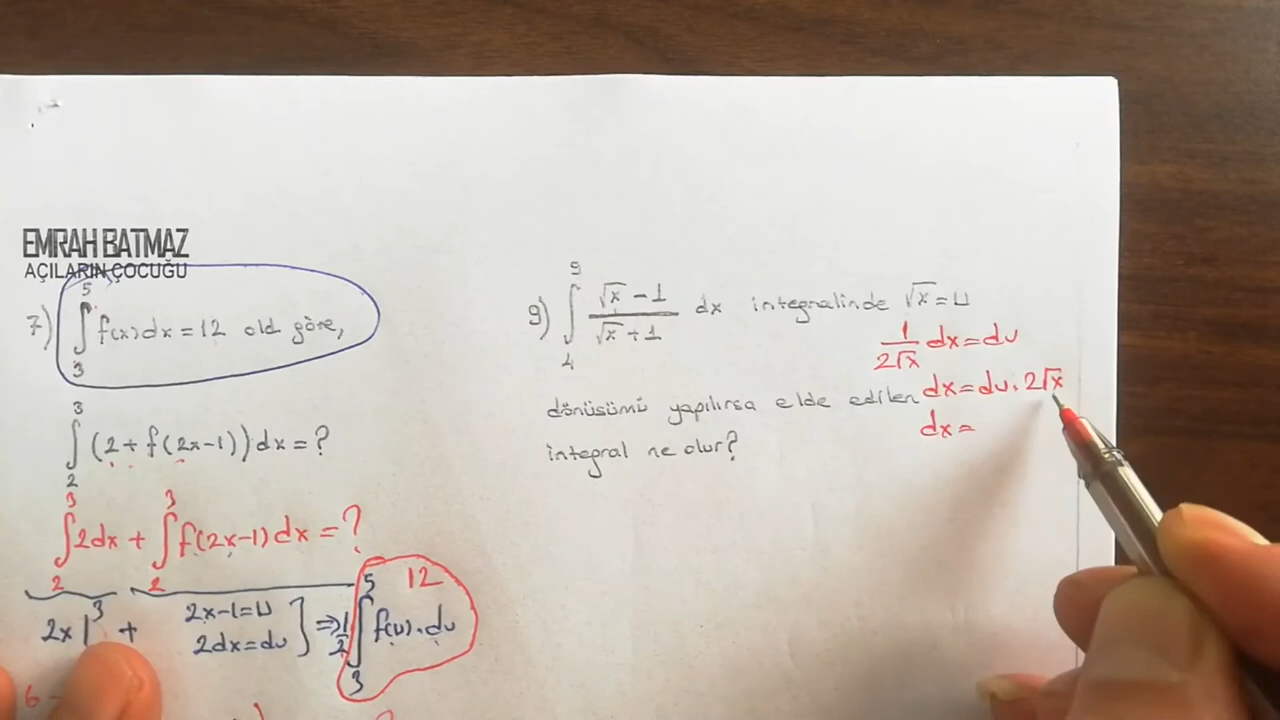 EMRAH BATMAZ
AÇILARIN ÇOCUĞU
7) ∫₃⁵ f(x)dx = 12 old göre,
∫₂³ (2 + f(2x-1)) dx = ?
∫₂³ 2dx + ∫₂³ f(2x-1) dx = ?
2x|³ + 2x-1=U
2dx=du ] ⇒ 1/2 ∫₃⁵ f(u).du
12
6 -
9) ∫₄⁹ (√x - 1)/(√x + 1) dx integralinde √x = U
1/(2√x) dx = du
dönüsümü yapılırsa elde edilen
dx = du. 2√x
dx =
integral ne olur?